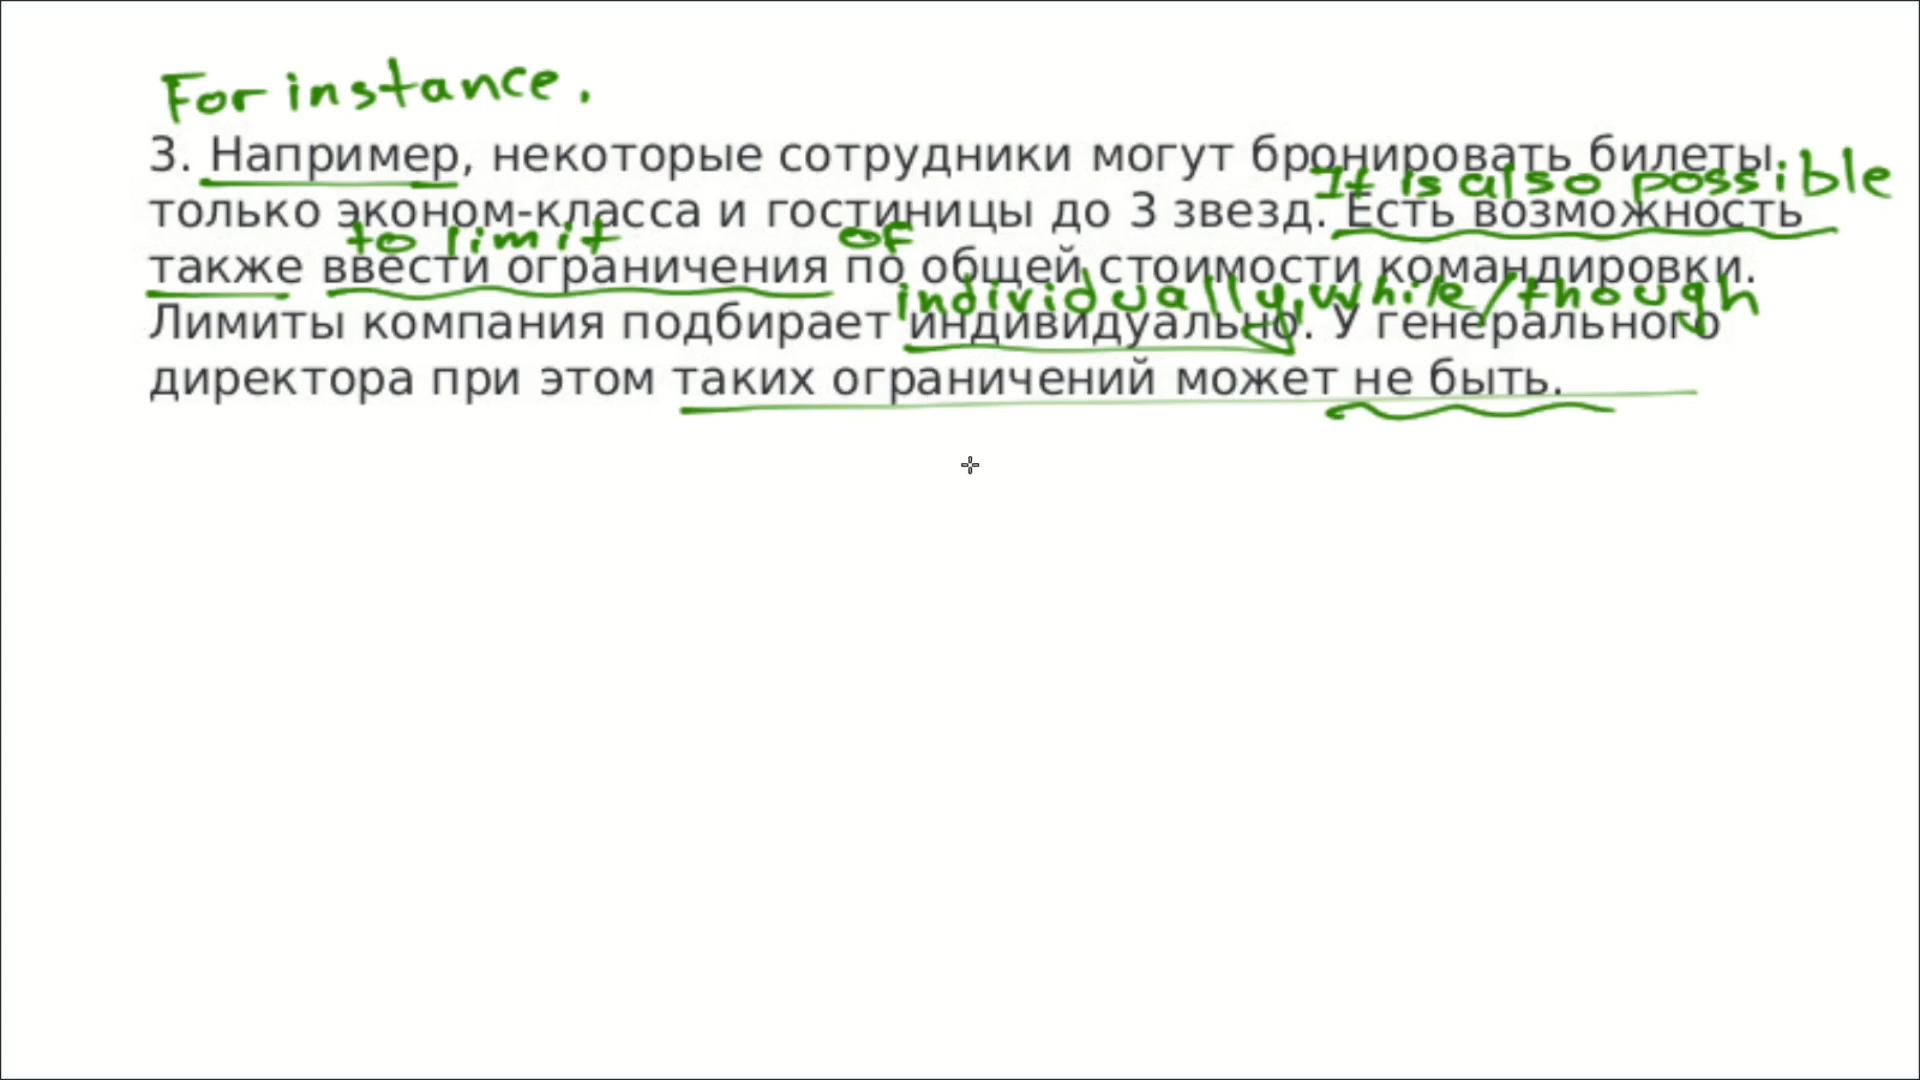 For instance.
3. Например, некоторые сотрудники могут бронировать билеты
It is also possible
только эконом-класса и гостиницы до 3 звезд. Есть возможность
to limit of
также ввести ограничения по общей стоимости командировки.
individually, while/though
Лимиты компания подбирает индивидуально. У генерального
директора при этом таких ограничений может не быть.